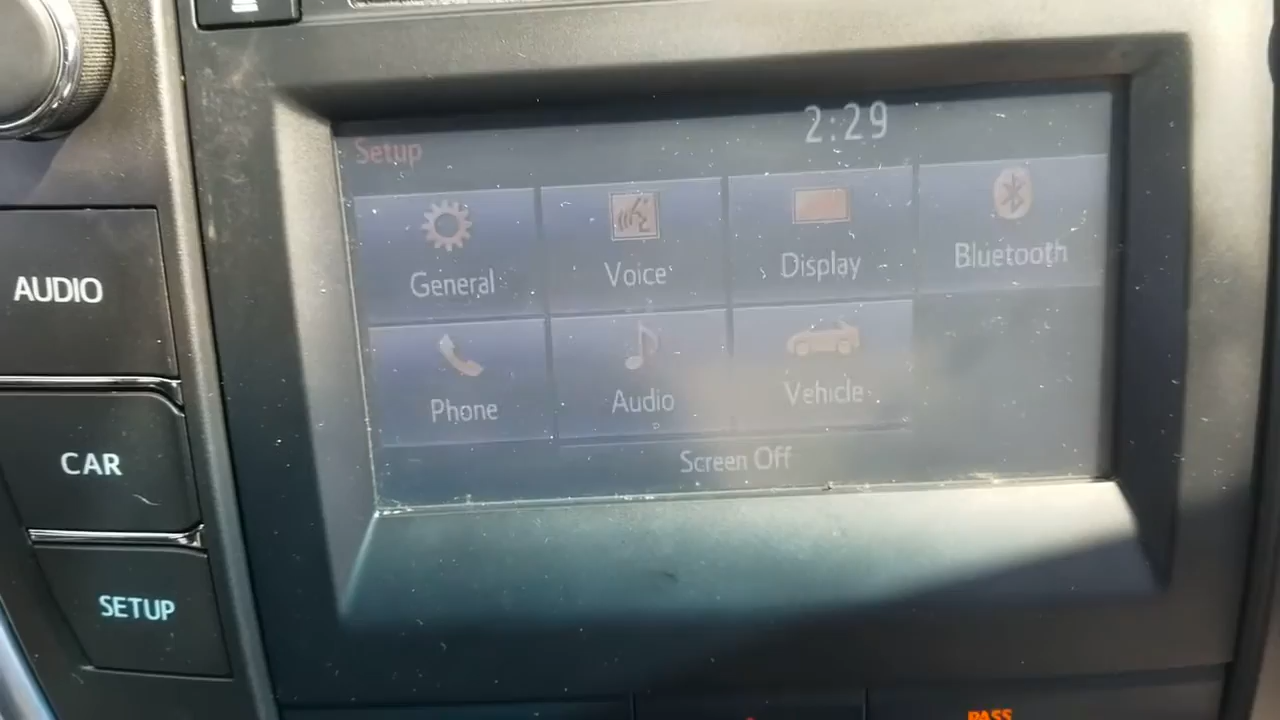 2:29
Setup
General
Voice
Display
Bluetooth
Phone
Audio
Vehicle
Screen Off
AUDIO
CAR
SETUP
PASS